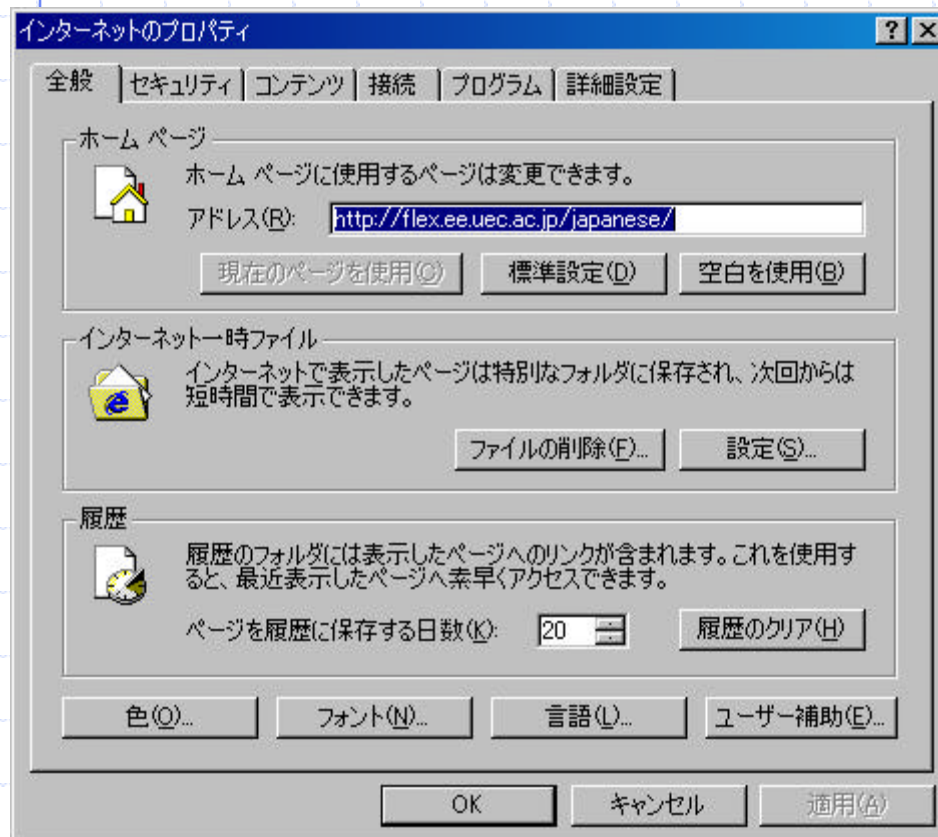 インターネットのプロパティ
全般 セキュリティ コンテンツ 接続 プログラム 詳細設定
ホーム ページ
ホーム ページに使用するページは変更できます。
アドレス(R): http://flex.ee.uec.ac.jp/japanese/
現在のページを使用(C) 標準設定(D) 空白を使用(B)
インターネット一時ファイル
インターネットで表示したページは特別なフォルダに保存され、次回からは
短時間で表示できます。
ファイルの削除(F)... 設定(S)...
履歴
履歴のフォルダには表示したページへのリンクが含まれます。これを使用す
ると、最近表示したページへ素早くアクセスできます。
ページを履歴に保存する日数(K): 20 履歴のクリア(H)
色(O)... フォント(N)... 言語(L)... ユーザー補助(E)...
OK キャンセル 適用(A)